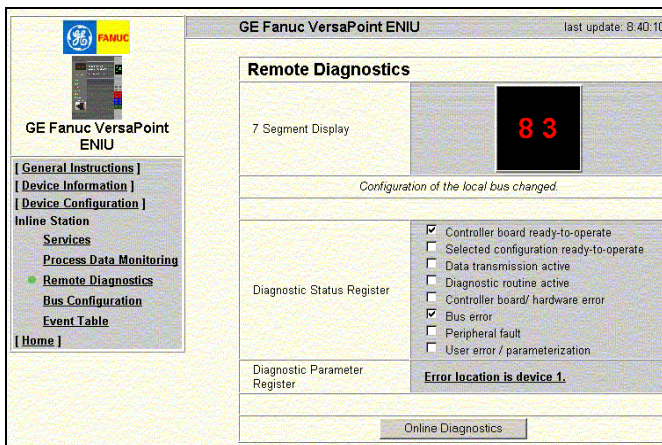 GE
FANUC
GE Fanuc VersaPoint
ENIU
[ General Instructions ]
[ Device Information ]
[ Device Configuration ]
Inline Station
Services
Process Data Monitoring
Remote Diagnostics
Bus Configuration
Event Table
[ Home ]
GE Fanuc VersaPoint ENIU
last update: 8:40:10
Remote Diagnostics
7 Segment Display
8 3
Configuration of the local bus changed.
Diagnostic Status Register
Controller board ready-to-operate
Selected configuration ready-to-operate
Data transmission active
Diagnostic routine active
Controller board/ hardware error
Bus error
Peripheral fault
User error / parameterization
Diagnostic Parameter
Register
Error location is device 1.
Online Diagnostics